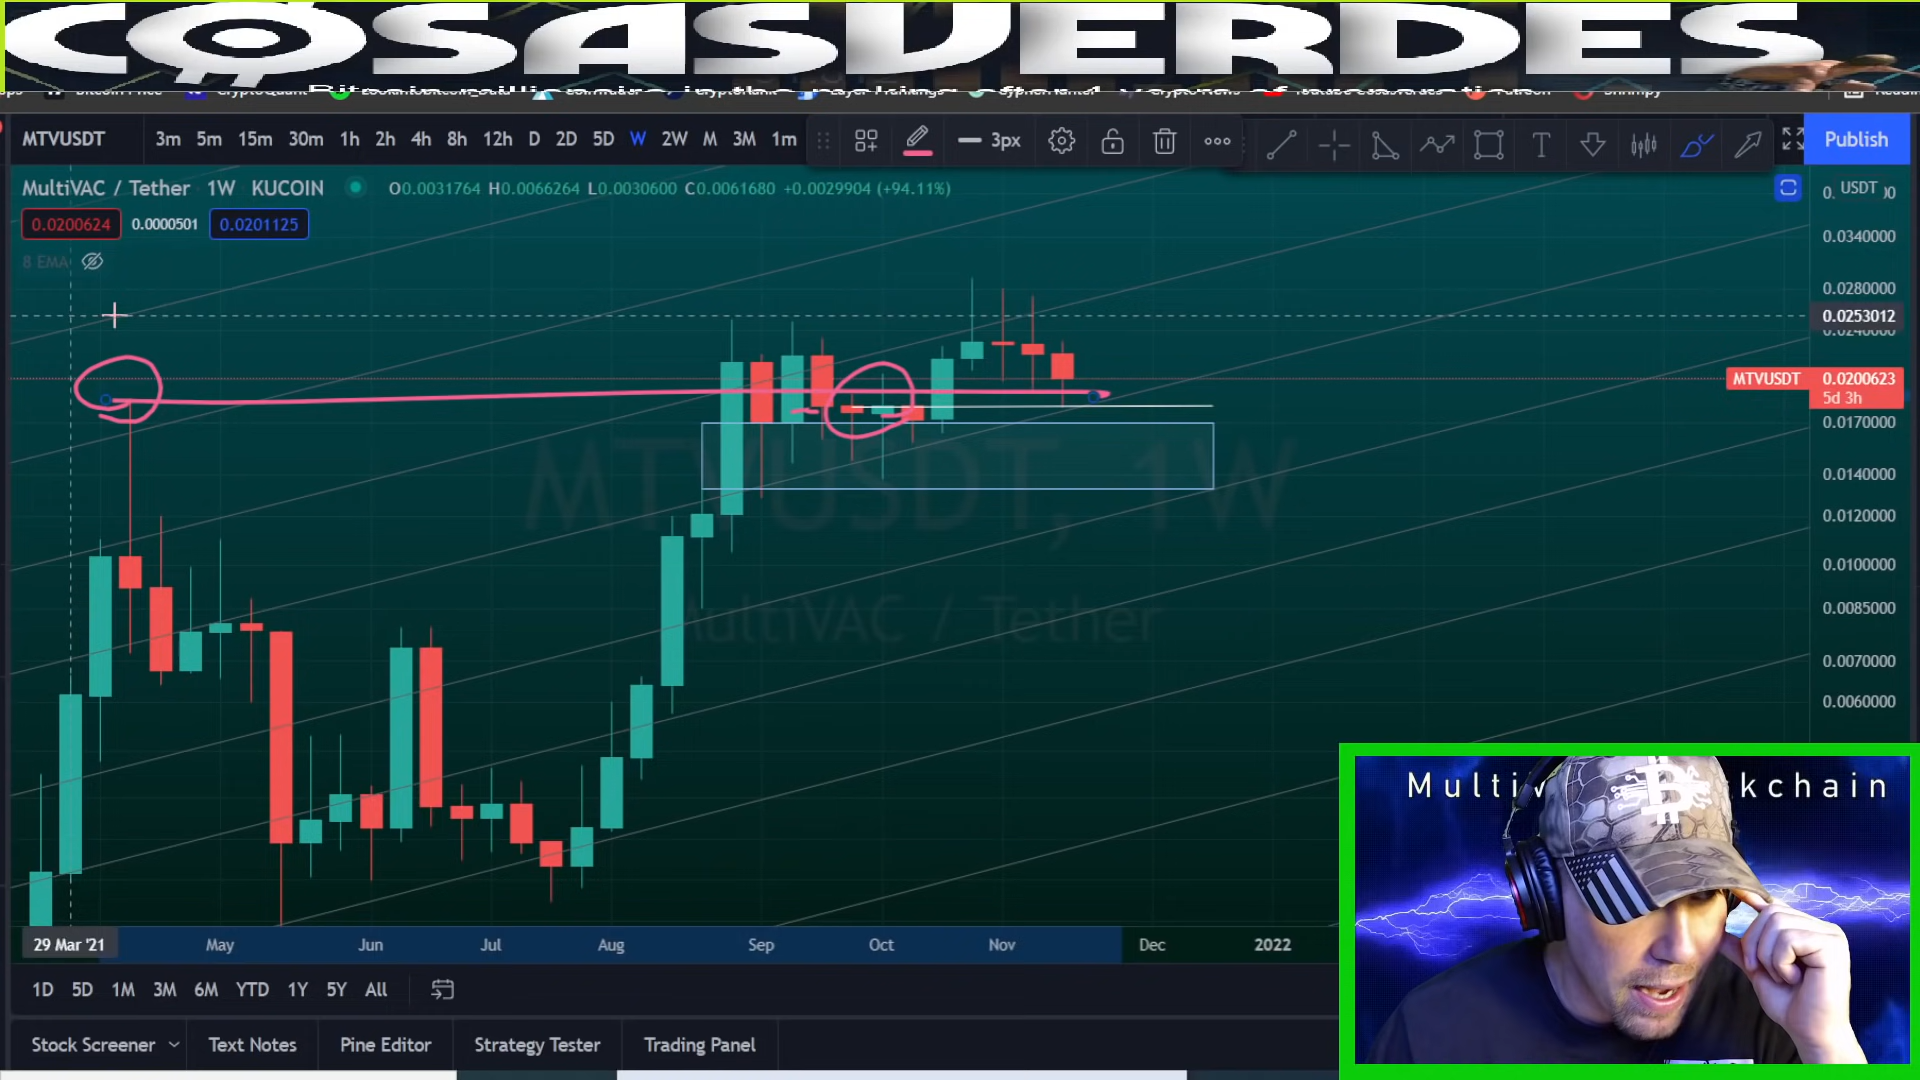 COSASVERDES
MTVUSDT 3m 5m 15m 30m 1h 2h 4h 8h 12h D 2D 5D W 2W M 3M 1m 3px T Publish
MultiVAC / Tether 1W KUCOIN O0.0031764 H0.0066264 L0.0030600 C0.0061680 +0.0029904 (+94.11%)
USDT
0.0200624 0.0000501 0.0201125
0.0340000
8 EMA
0.0280000
0.0253012
0.0240000
MTVUSDT 0.0200623
5d 3h
0.0170000
MTVUSDT, 1W
0.0140000
0.0120000
0.0100000
MultiVAC / Tether
0.0085000
0.0070000
0.0060000
29 Mar '21 May Jun Jul Aug Sep Oct Nov Dec 2022
1D 5D 1M 3M 6M YTD 1Y 5Y All
Stock Screener Text Notes Pine Editor Strategy Tester Trading Panel